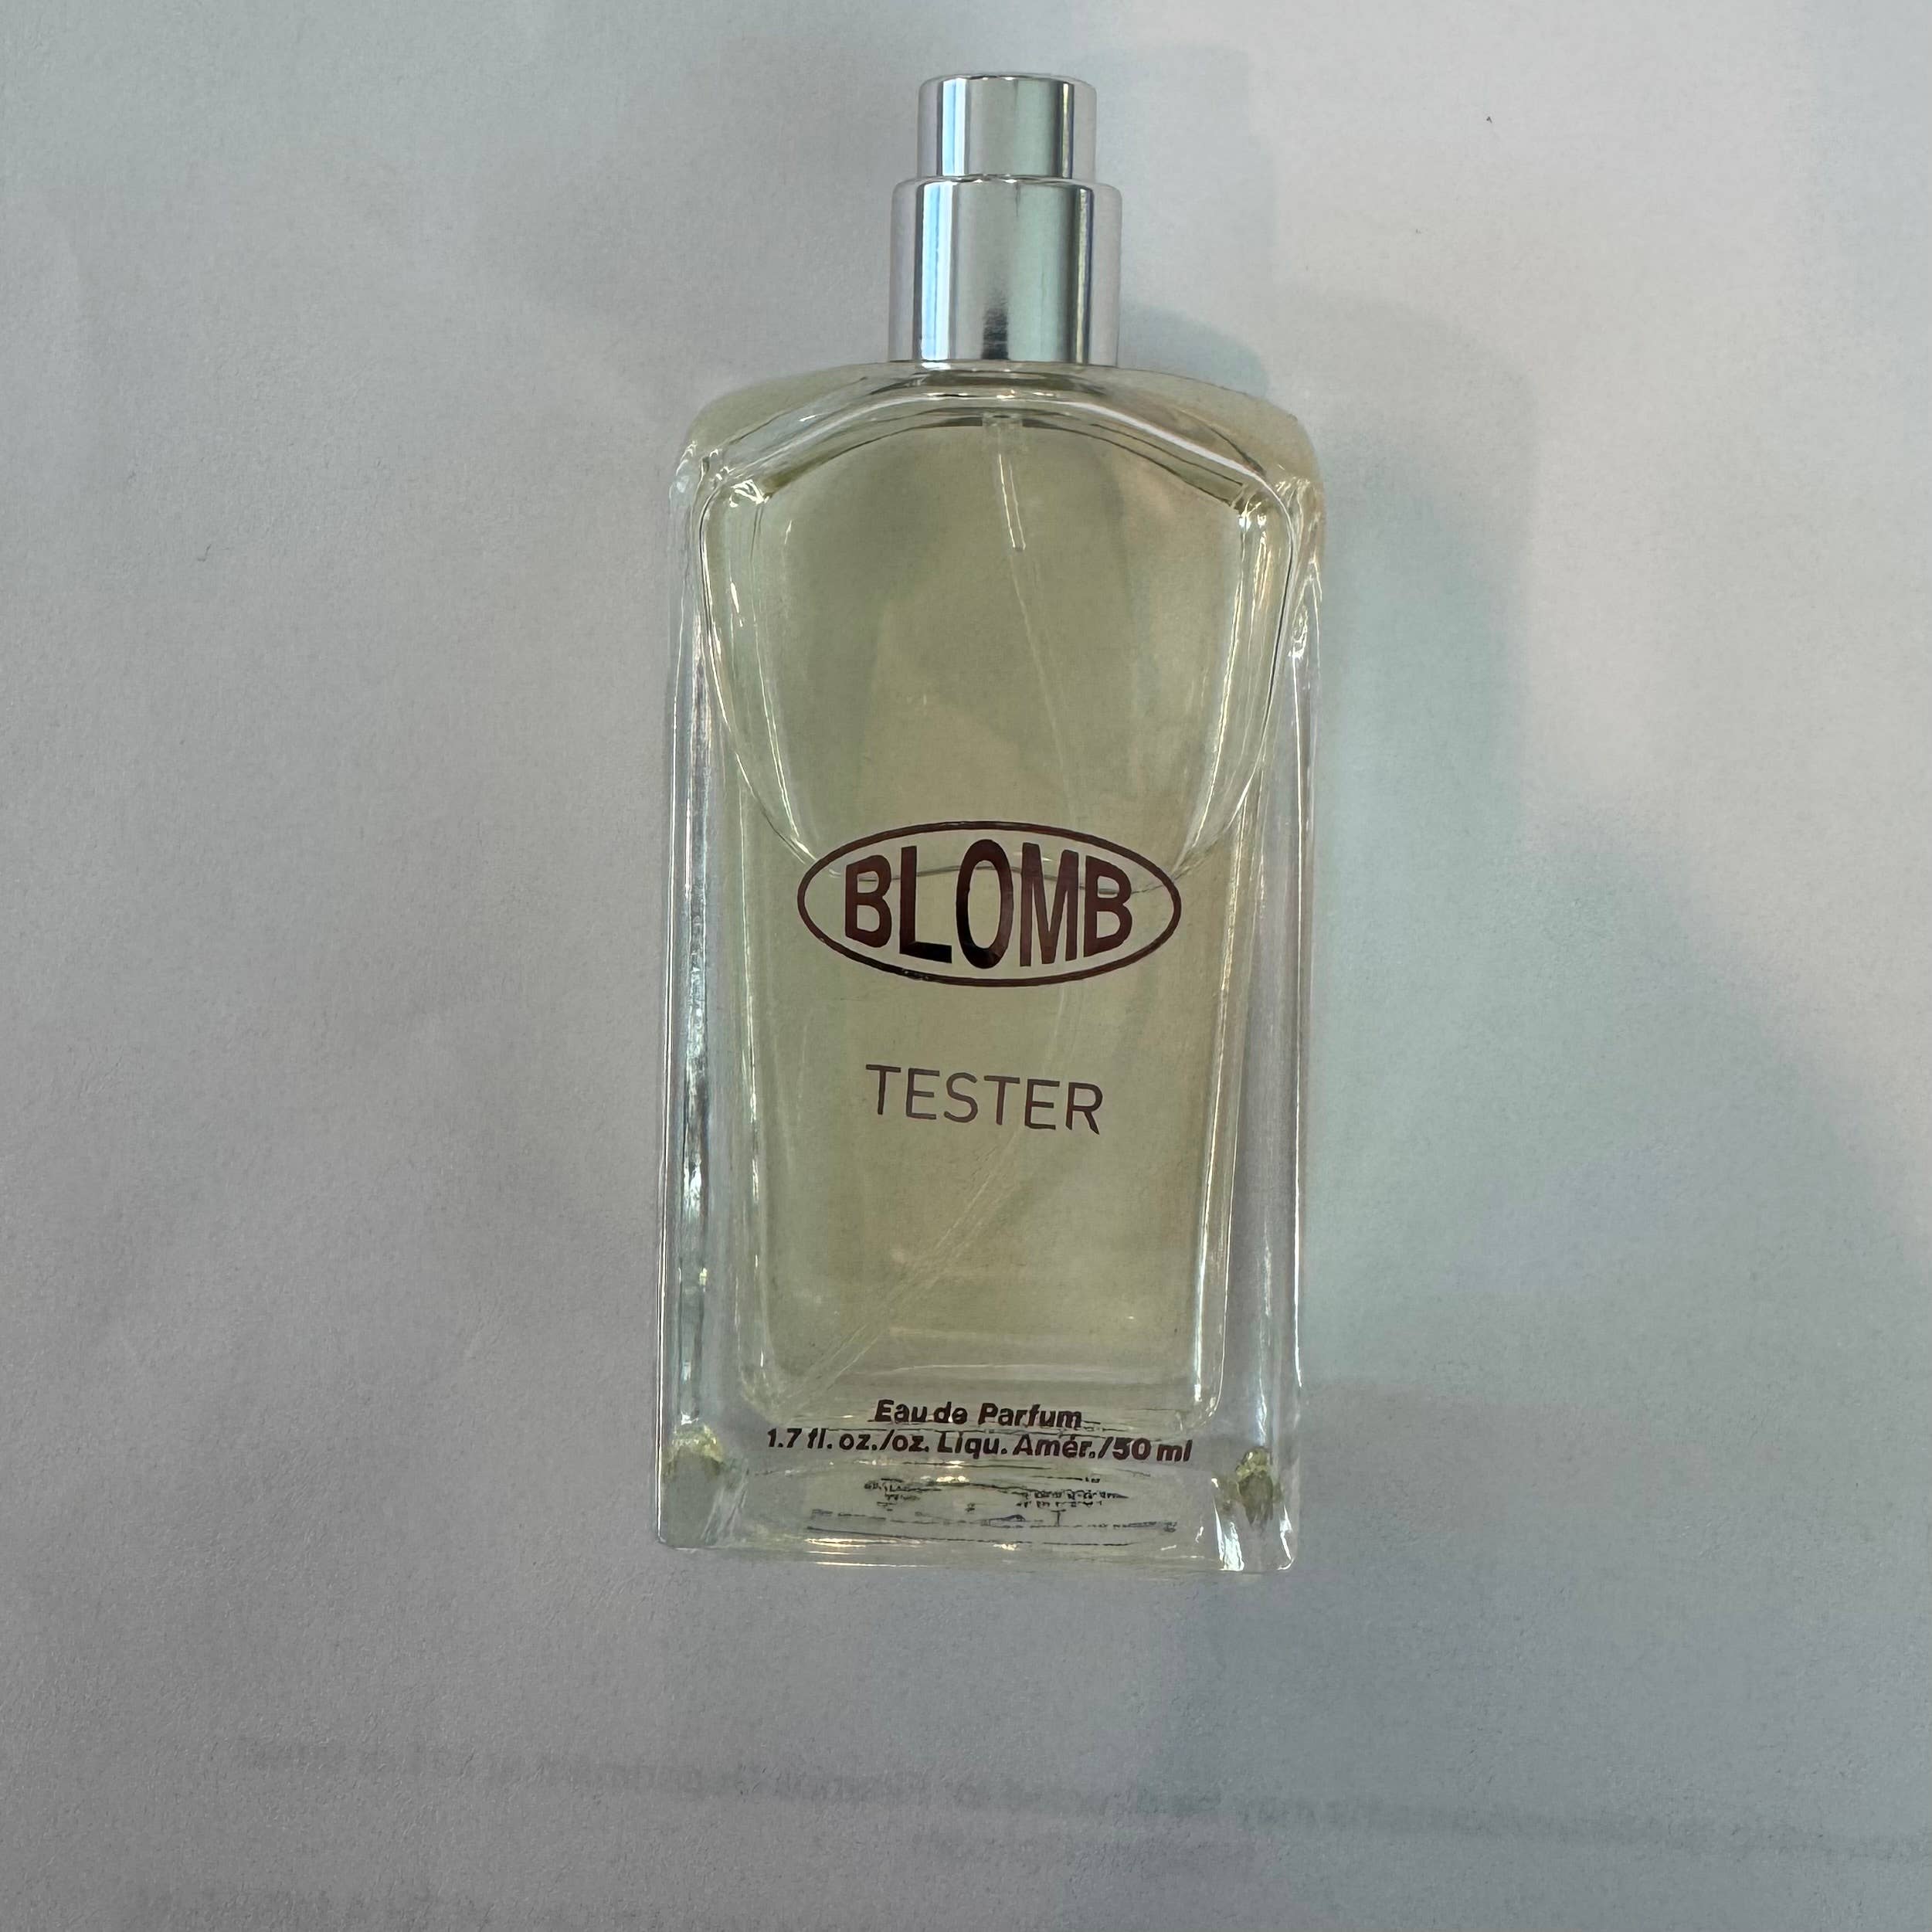 BLOMB
TESTER
Eau de Parfum
1.7 fl. oz./oz. Liqu. Amér./50 ml